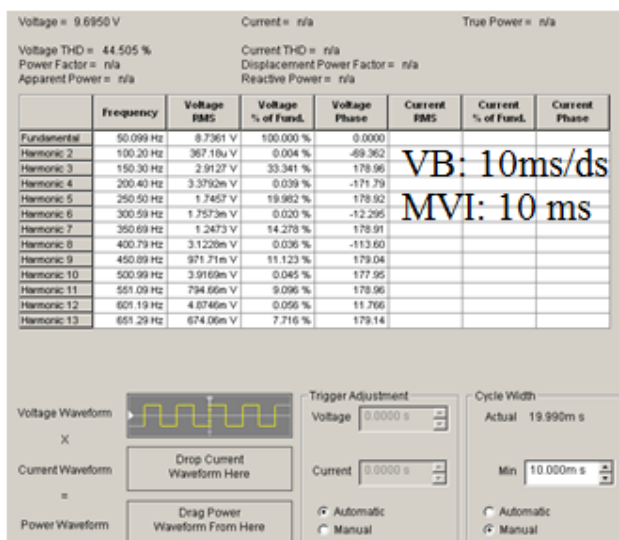 Voltage = 9.6950 V Current = n/a True Power = n/a
Voltage THD = 44.505 % Current THD = n/a
Power Factor = n/a Displacement Power Factor = n/a
Apparent Power = n/a Reactive Power = n/a
Frequency Voltage RMS Voltage % of Fund. Voltage Phase Current RMS Current % of Fund. Current Phase
Fundamental 50.099 Hz 8.7361 V 100.000 % 0.0000
Harmonic 2 100.20 Hz 367.18u V 0.004 % -69.362
Harmonic 3 150.30 Hz 2.9127 V 33.341 % 178.96
Harmonic 4 200.40 Hz 3.3792m V 0.039 % -171.79
Harmonic 5 250.50 Hz 1.7457 V 19.982 % 178.92
Harmonic 6 300.59 Hz 1.7573m V 0.020 % -12.295
Harmonic 7 350.69 Hz 1.2473 V 14.278 % 178.91
Harmonic 8 400.79 Hz 3.1228m V 0.036 % -113.60
Harmonic 9 450.89 Hz 971.71m V 11.123 % 179.04
Harmonic 10 500.99 Hz 3.9169m V 0.045 % 177.95
Harmonic 11 551.09 Hz 794.66m V 9.096 % 178.96
Harmonic 12 601.19 Hz 4.8746m V 0.056 % 11.766
Harmonic 13 651.29 Hz 674.06m V 7.716 % 179.14
VB: 10ms/ds
MVI: 10 ms
Voltage Waveform
X
Current Waveform
=
Power Waveform
Drop Current
Waveform Here
Drag Power
Waveform From Here
Trigger Adjustment
Voltage 0.0000 s
Current 0.0000 s
Automatic
Manual
Cycle Width
Actual 19.990m s
Min 10.000m s
Automatic
Manual